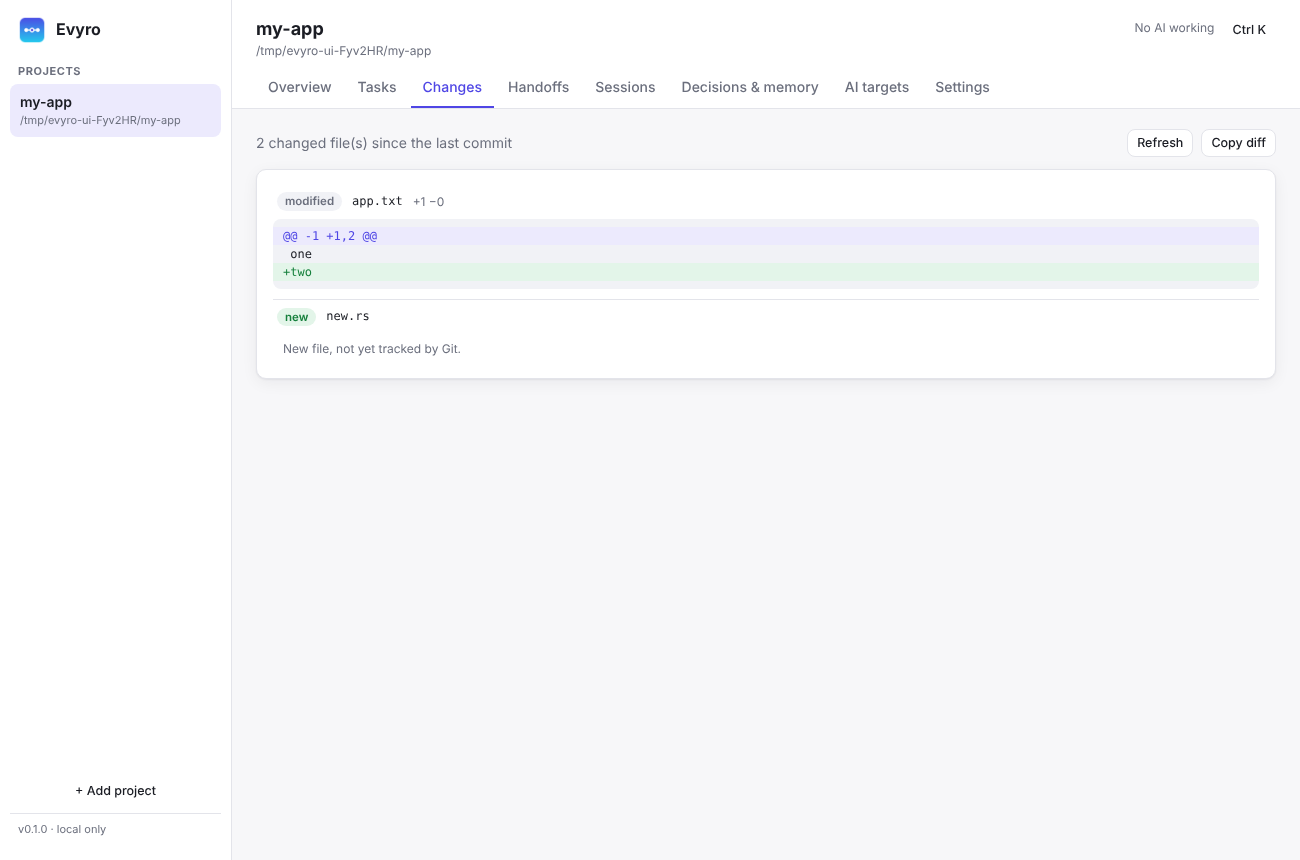 Evyro
PROJECTS
my-app
/tmp/evyro-ui-Fyv2HR/my-app
+ Add project
v0.1.0 · local only
my-app
/tmp/evyro-ui-Fyv2HR/my-app
No AI working
Ctrl K
Overview Tasks Changes Handoffs Sessions Decisions & memory AI targets Settings
2 changed file(s) since the last commit
Refresh Copy diff
modified app.txt +1 −0
@@ -1 +1,2 @@
 one
+two
new new.rs
New file, not yet tracked by Git.